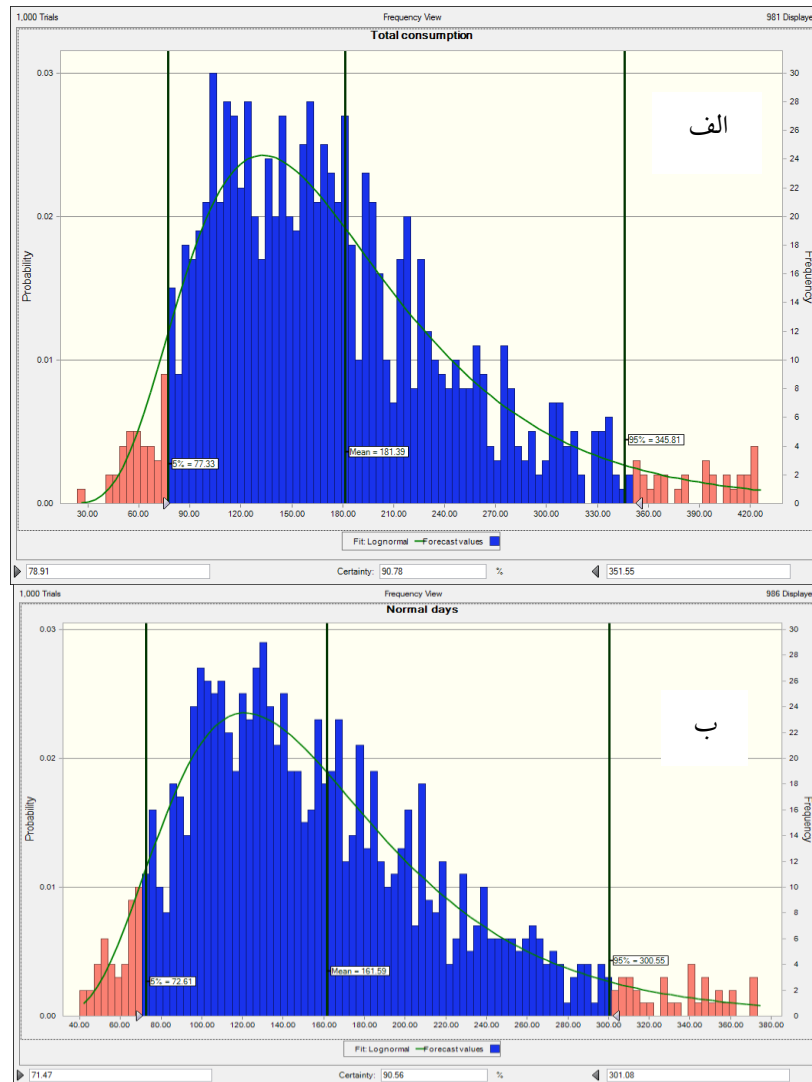 1,000 Trials Frequency View 981 Displaye
Total consumption
الف
0.03 0.02 0.01 0.00
Probability
30 28 26 24 22 20 18 16 14 12 10 8 6 4 2 0
Frequency
5% = 77.33
Mean = 181.39
95% = 345.81
30.00 60.00 90.00 120.00 150.00 180.00 210.00 240.00 270.00 300.00 330.00 360.00 390.00 420.00
Fit: Lognormal Forecast values
78.91 Certainty: 90.78 % 351.55
1,000 Trials Frequency View 986 Displaye
Normal days
ب
0.03 0.02 0.01 0.00
Probability
30 28 26 24 22 20 18 16 14 12 10 8 6 4 2 0
Frequency
5% = 72.61
Mean = 161.59
95% = 300.55
40.00 60.00 80.00 100.00 120.00 140.00 160.00 180.00 200.00 220.00 240.00 260.00 280.00 300.00 320.00 340.00 360.00 380.00
Fit: Lognormal Forecast values
71.47 Certainty: 90.56 % 301.08